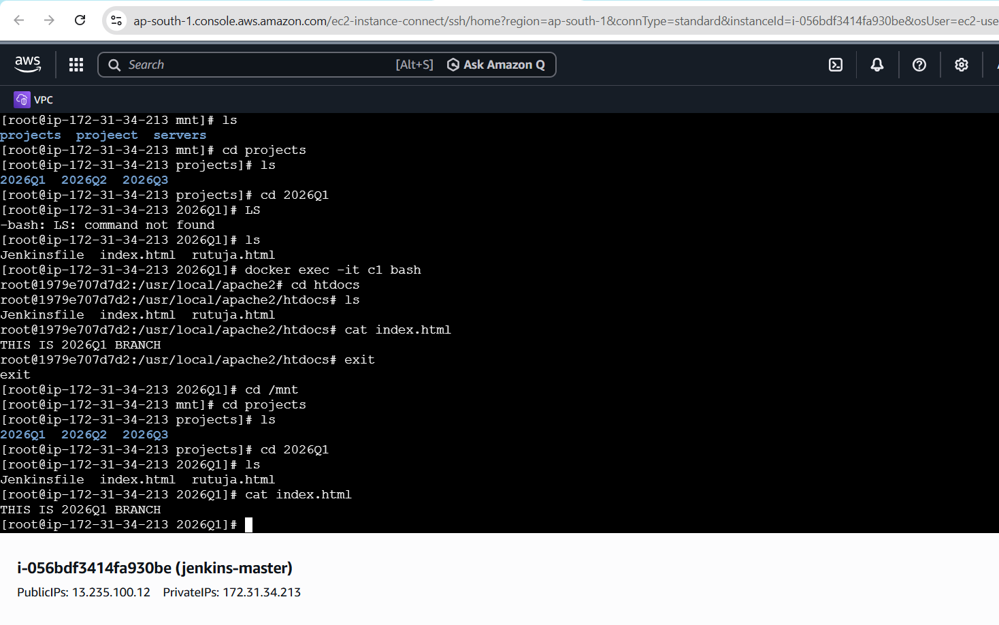 ap-south-1.console.aws.amazon.com/ec2-instance-connect/ssh/home?region=ap-south-1&connType=standard&instanceId=i-056bdf3414fa930be&osUser=ec2-use
aws
Search [Alt+S] Ask Amazon Q
VPC
[root@ip-172-31-34-213 mnt]# ls
projects  projeect  servers
[root@ip-172-31-34-213 mnt]# cd projects
[root@ip-172-31-34-213 projects]# ls
2026Q1  2026Q2  2026Q3
[root@ip-172-31-34-213 projects]# cd 2026Q1
[root@ip-172-31-34-213 2026Q1]# LS
-bash: LS: command not found
[root@ip-172-31-34-213 2026Q1]# ls
Jenkinsfile  index.html  rutuja.html
[root@ip-172-31-34-213 2026Q1]# docker exec -it c1 bash
root@1979e707d7d2:/usr/local/apache2# cd htdocs
root@1979e707d7d2:/usr/local/apache2/htdocs# ls
Jenkinsfile  index.html  rutuja.html
root@1979e707d7d2:/usr/local/apache2/htdocs# cat index.html
THIS IS 2026Q1 BRANCH
root@1979e707d7d2:/usr/local/apache2/htdocs# exit
exit
[root@ip-172-31-34-213 2026Q1]# cd /mnt
[root@ip-172-31-34-213 mnt]# cd projects
[root@ip-172-31-34-213 projects]# ls
2026Q1  2026Q2  2026Q3
[root@ip-172-31-34-213 projects]# cd 2026Q1
[root@ip-172-31-34-213 2026Q1]# ls
Jenkinsfile  index.html  rutuja.html
[root@ip-172-31-34-213 2026Q1]# cat index.html
THIS IS 2026Q1 BRANCH
[root@ip-172-31-34-213 2026Q1]#
i-056bdf3414fa930be (jenkins-master)
PublicIPs: 13.235.100.12 PrivateIPs: 172.31.34.213